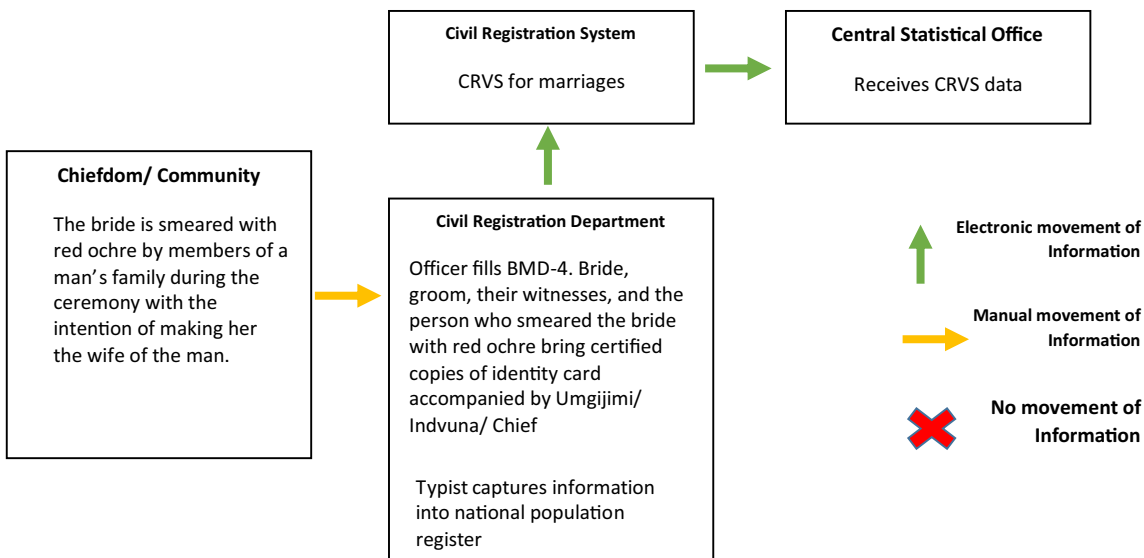 Civil Registration System
CRVS for marriages
Central Statistical Office
Receives CRVS data
Chiefdom/ Community
The bride is smeared with
red ochre by members of a
man’s family during the
ceremony with the
intention of making her
the wife of the man.
Civil Registration Department
Officer fills BMD-4. Bride,
groom, their witnesses, and the
person who smeared the bride
with red ochre bring certified
copies of identity card
accompanied by Umgijimi/
Indvuna/ Chief
Typist captures information
into national population
register
Electronic movement of
Information
Manual movement of
Information
No movement of
Information